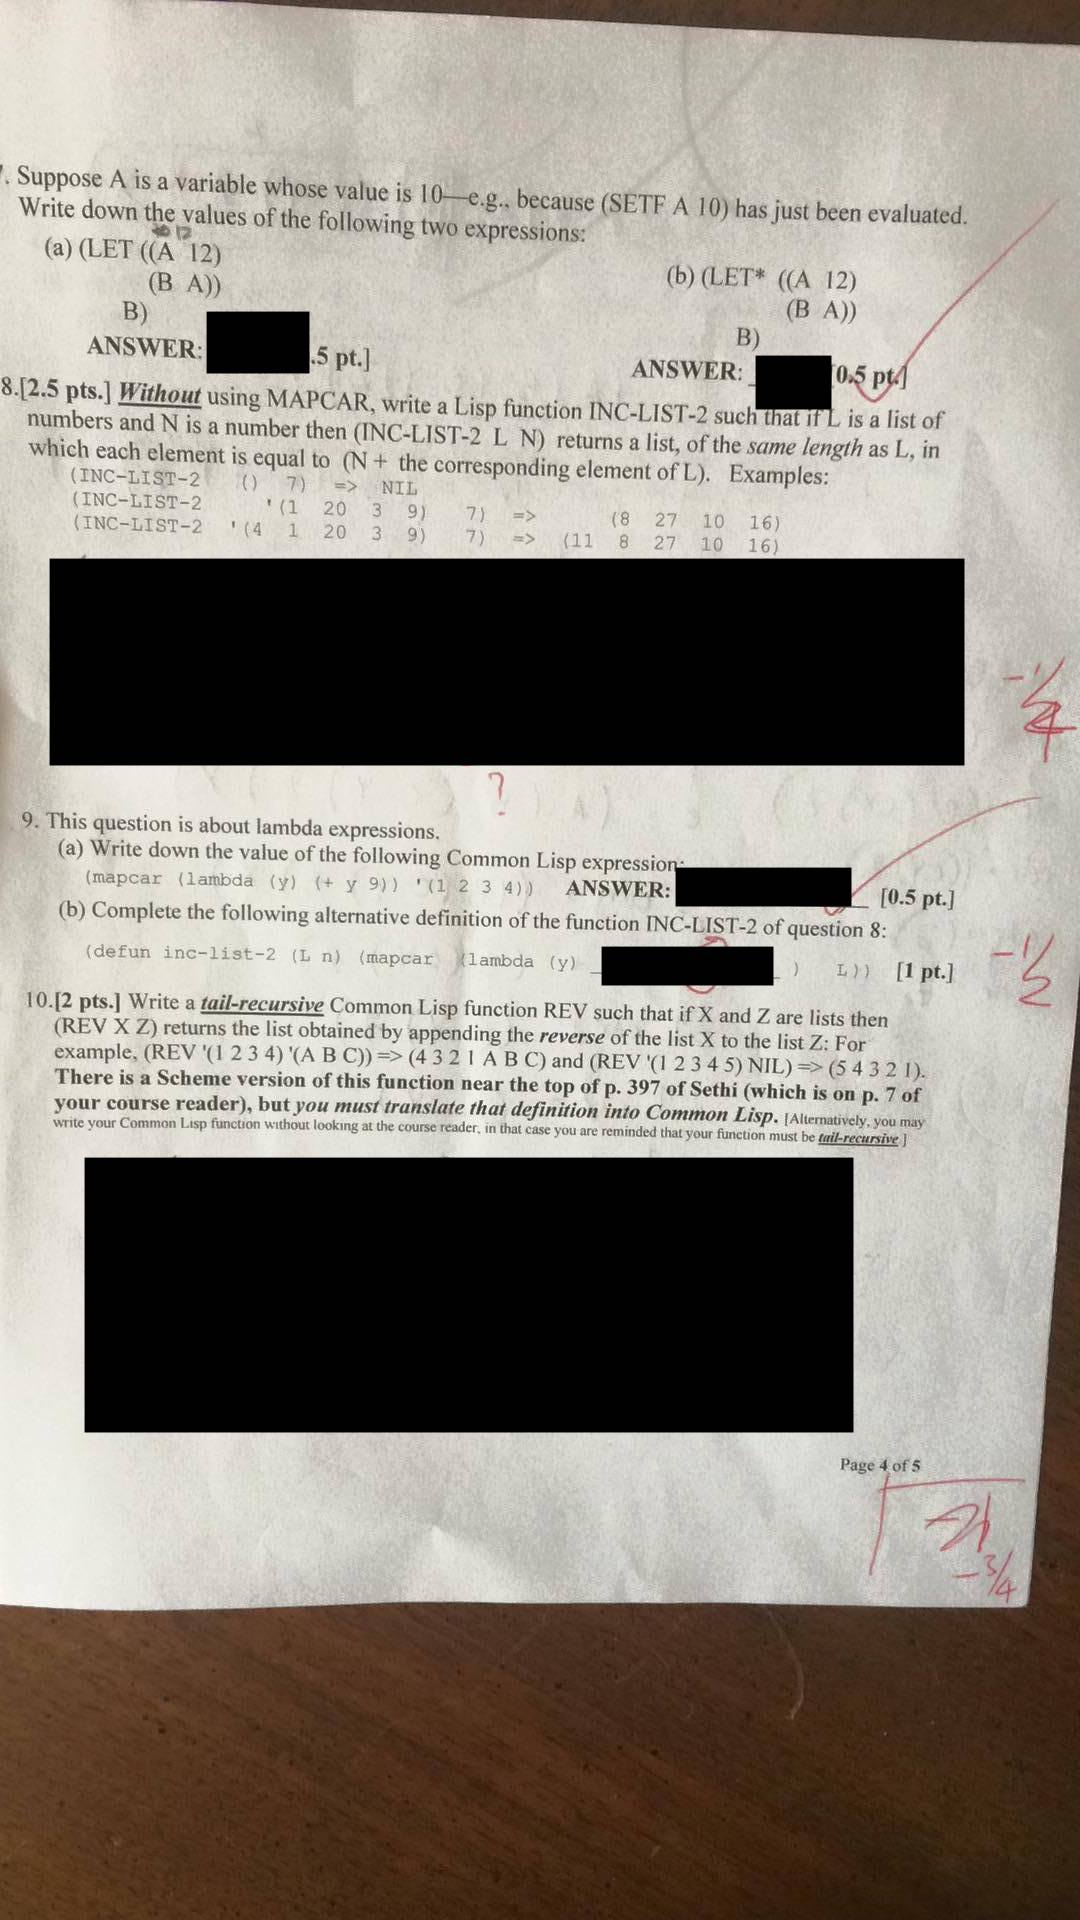 . Suppose A is a variable whose value is 10—e.g., because (SETF A 10) has just been evaluated.
Write down the values of the following two expressions:
12
(a) (LET ((A 12)
(B A))
B)
ANSWER: .5 pt.]
(b) (LET* ((A 12)
(B A))
B)
ANSWER: _ [0.5 pt.]
8.[2.5 pts.] Without using MAPCAR, write a Lisp function INC-LIST-2 such that if L is a list of
numbers and N is a number then (INC-LIST-2 L N) returns a list, of the same length as L, in
which each element is equal to (N + the corresponding element of L). Examples:
(INC-LIST-2 () 7) => NIL
(INC-LIST-2 '(1 20 3 9) 7) => (8 27 10 16)
(INC-LIST-2 '(4 1 20 3 9) 7) => (11 8 27 10 16)
-1/4
?
9. This question is about lambda expressions.
(a) Write down the value of the following Common Lisp expression:
(mapcar (lambda (y) (+ y 9)) '(1 2 3 4)) ANSWER: _ [0.5 pt.]
(b) Complete the following alternative definition of the function INC-LIST-2 of question 8:
(defun inc-list-2 (L n) (mapcar (lambda (y) _ _ ) L)) [1 pt.]
-1/2
10.[2 pts.] Write a tail-recursive Common Lisp function REV such that if X and Z are lists then
(REV X Z) returns the list obtained by appending the reverse of the list X to the list Z: For
example, (REV '(1 2 3 4) '(A B C)) => (4 3 2 1 A B C) and (REV '(1 2 3 4 5) NIL) => (5 4 3 2 1).
There is a Scheme version of this function near the top of p. 397 of Sethi (which is on p. 7 of
your course reader), but you must translate that definition into Common Lisp. [Alternatively, you may
write your Common Lisp function without looking at the course reader, in that case you are reminded that your function must be tail-recursive.]
Page 4 of 5
-3/4